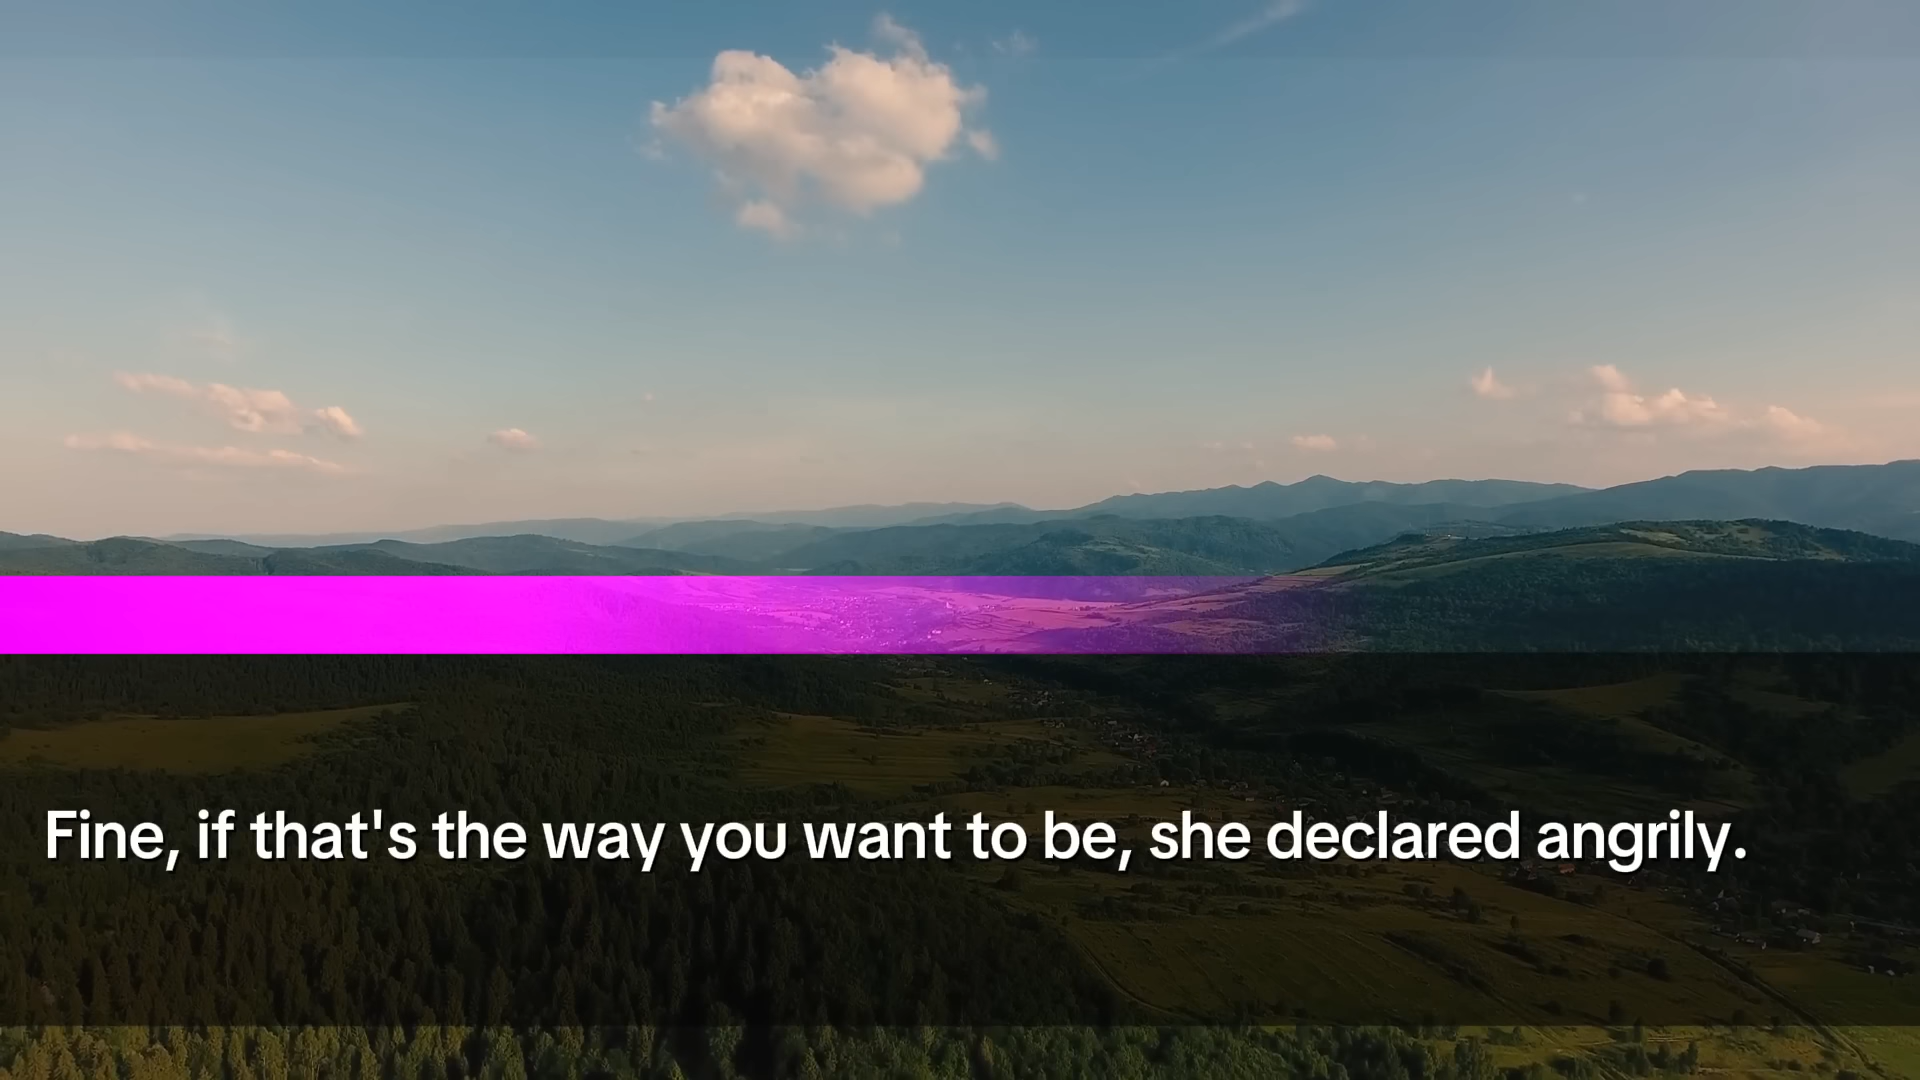 Fine, if that's the way you want to be, she declared angrily.